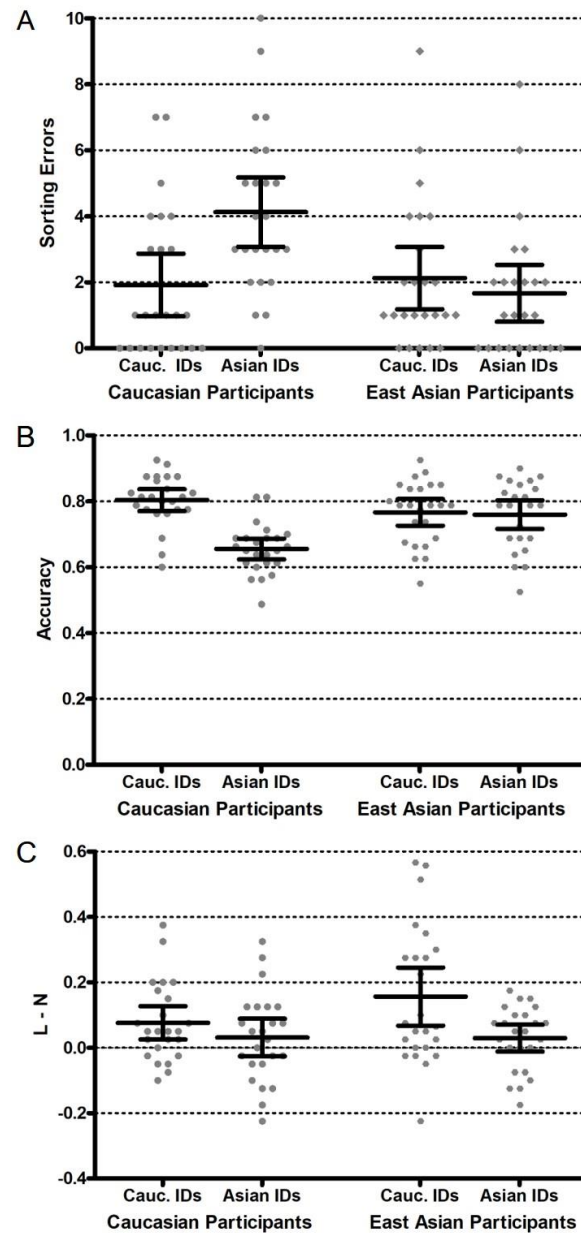 A
10
8
6
4
2
0
Sorting Errors
Cauc. IDs Asian IDs Cauc. IDs Asian IDs
Caucasian Participants East Asian Participants
B
1.0
0.8
0.6
0.4
0.2
0.0
Accuracy
Cauc. IDs Asian IDs Cauc. IDs Asian IDs
Caucasian Participants East Asian Participants
C
0.6
0.4
0.2
0.0
-0.2
-0.4
L - N
Cauc. IDs Asian IDs Cauc. IDs Asian IDs
Caucasian Participants East Asian Participants